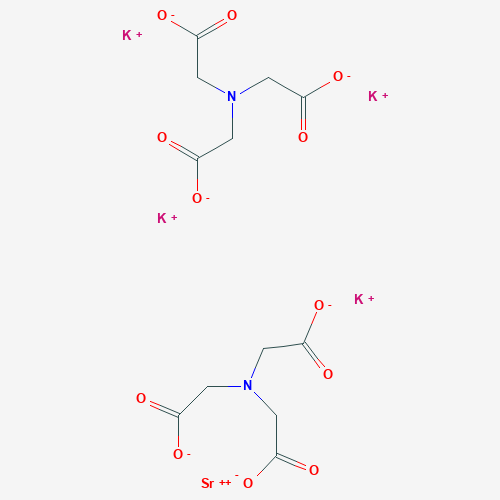 O - O
K +
N O - K +
O O
O -
K +
K +
O -
N
O O
O - - O
Sr ++ O